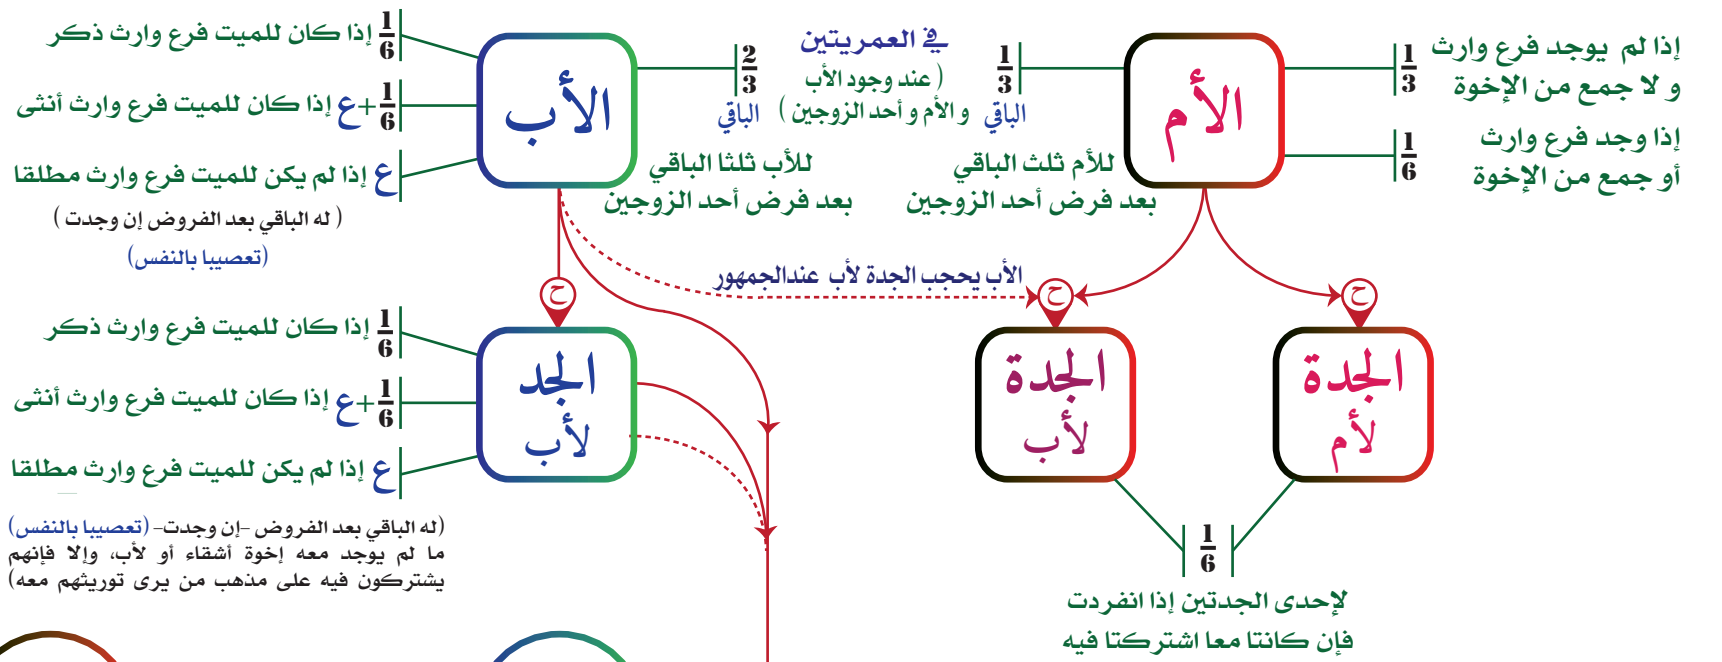 إذا لم يوجد فرع وارث
و لا جمع من الإخوة
1/3
إذا وجد فرع وارث
أو جمع من الإخوة
1/6
الأم
1/3
الباقي
للأم ثلث الباقي
بعد فرض أحد الزوجين
في العمريتين
( عند وجود الأب
و الأم و أحد الزوجين )
2/3
الباقي
للأب ثلثا الباقي
بعد فرض أحد الزوجين
الأب
1/6 إذا كان للميت فرع وارث ذكر
1/6+ع إذا كان للميت فرع وارث أنثى
ع إذا لم يكن للميت فرع وارث مطلقا
( له الباقي بعد الفروض إن وجدت )
(تعصيبا بالنفس)
الأب يحجب الجدة لأب عندالجمهور
ح
ح
ح
الجدة
لأم
الجدة
لأب
1/6
لإحدى الجدتين إذا انفردت
فإن كانتا معا اشتركتا فيه
الجد
لأب
1/6 إذا كان للميت فرع وارث ذكر
1/6+ع إذا كان للميت فرع وارث أنثى
ع إذا لم يكن للميت فرع وارث مطلقا
(له الباقي بعد الفروض -إن وجدت- (تعصيبا بالنفس)
ما لم يوجد معه إخوة أشقاء أو لأب، وإلا فإنهم
يشتركون فيه على مذهب من يرى توريثهم معه)